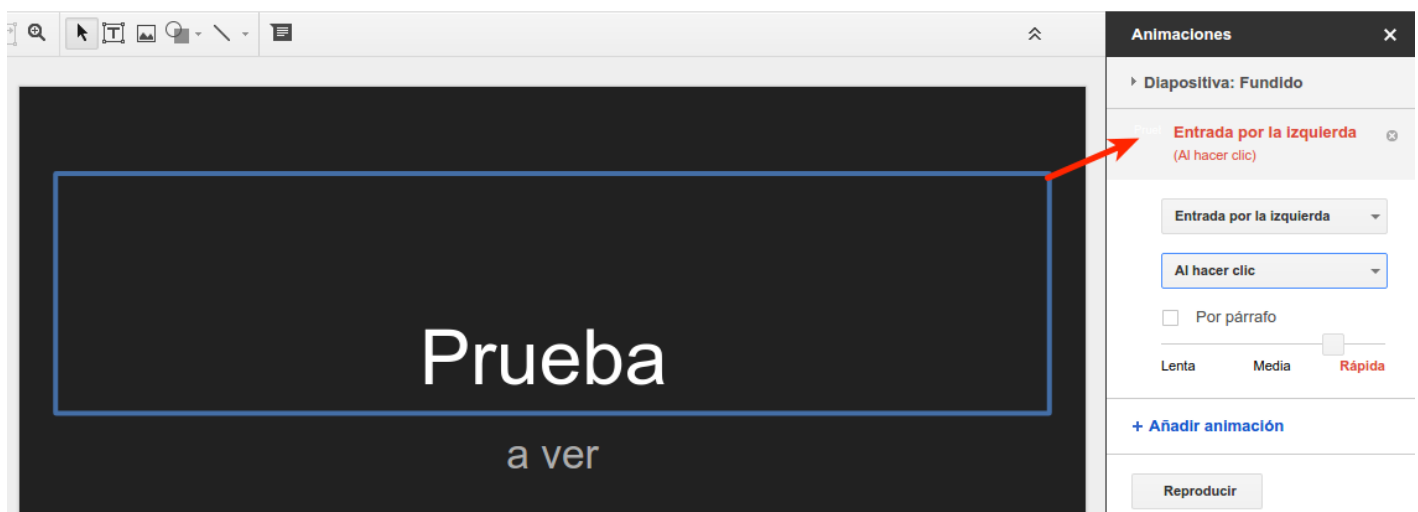 Animaciones
Diapositiva: Fundido
Entrada por la izquierda
(Al hacer clic)
Entrada por la izquierda
Al hacer clic
Por párrafo
Lenta Media Rápida
+ Añadir animación
Reproducir
Prueba
a ver